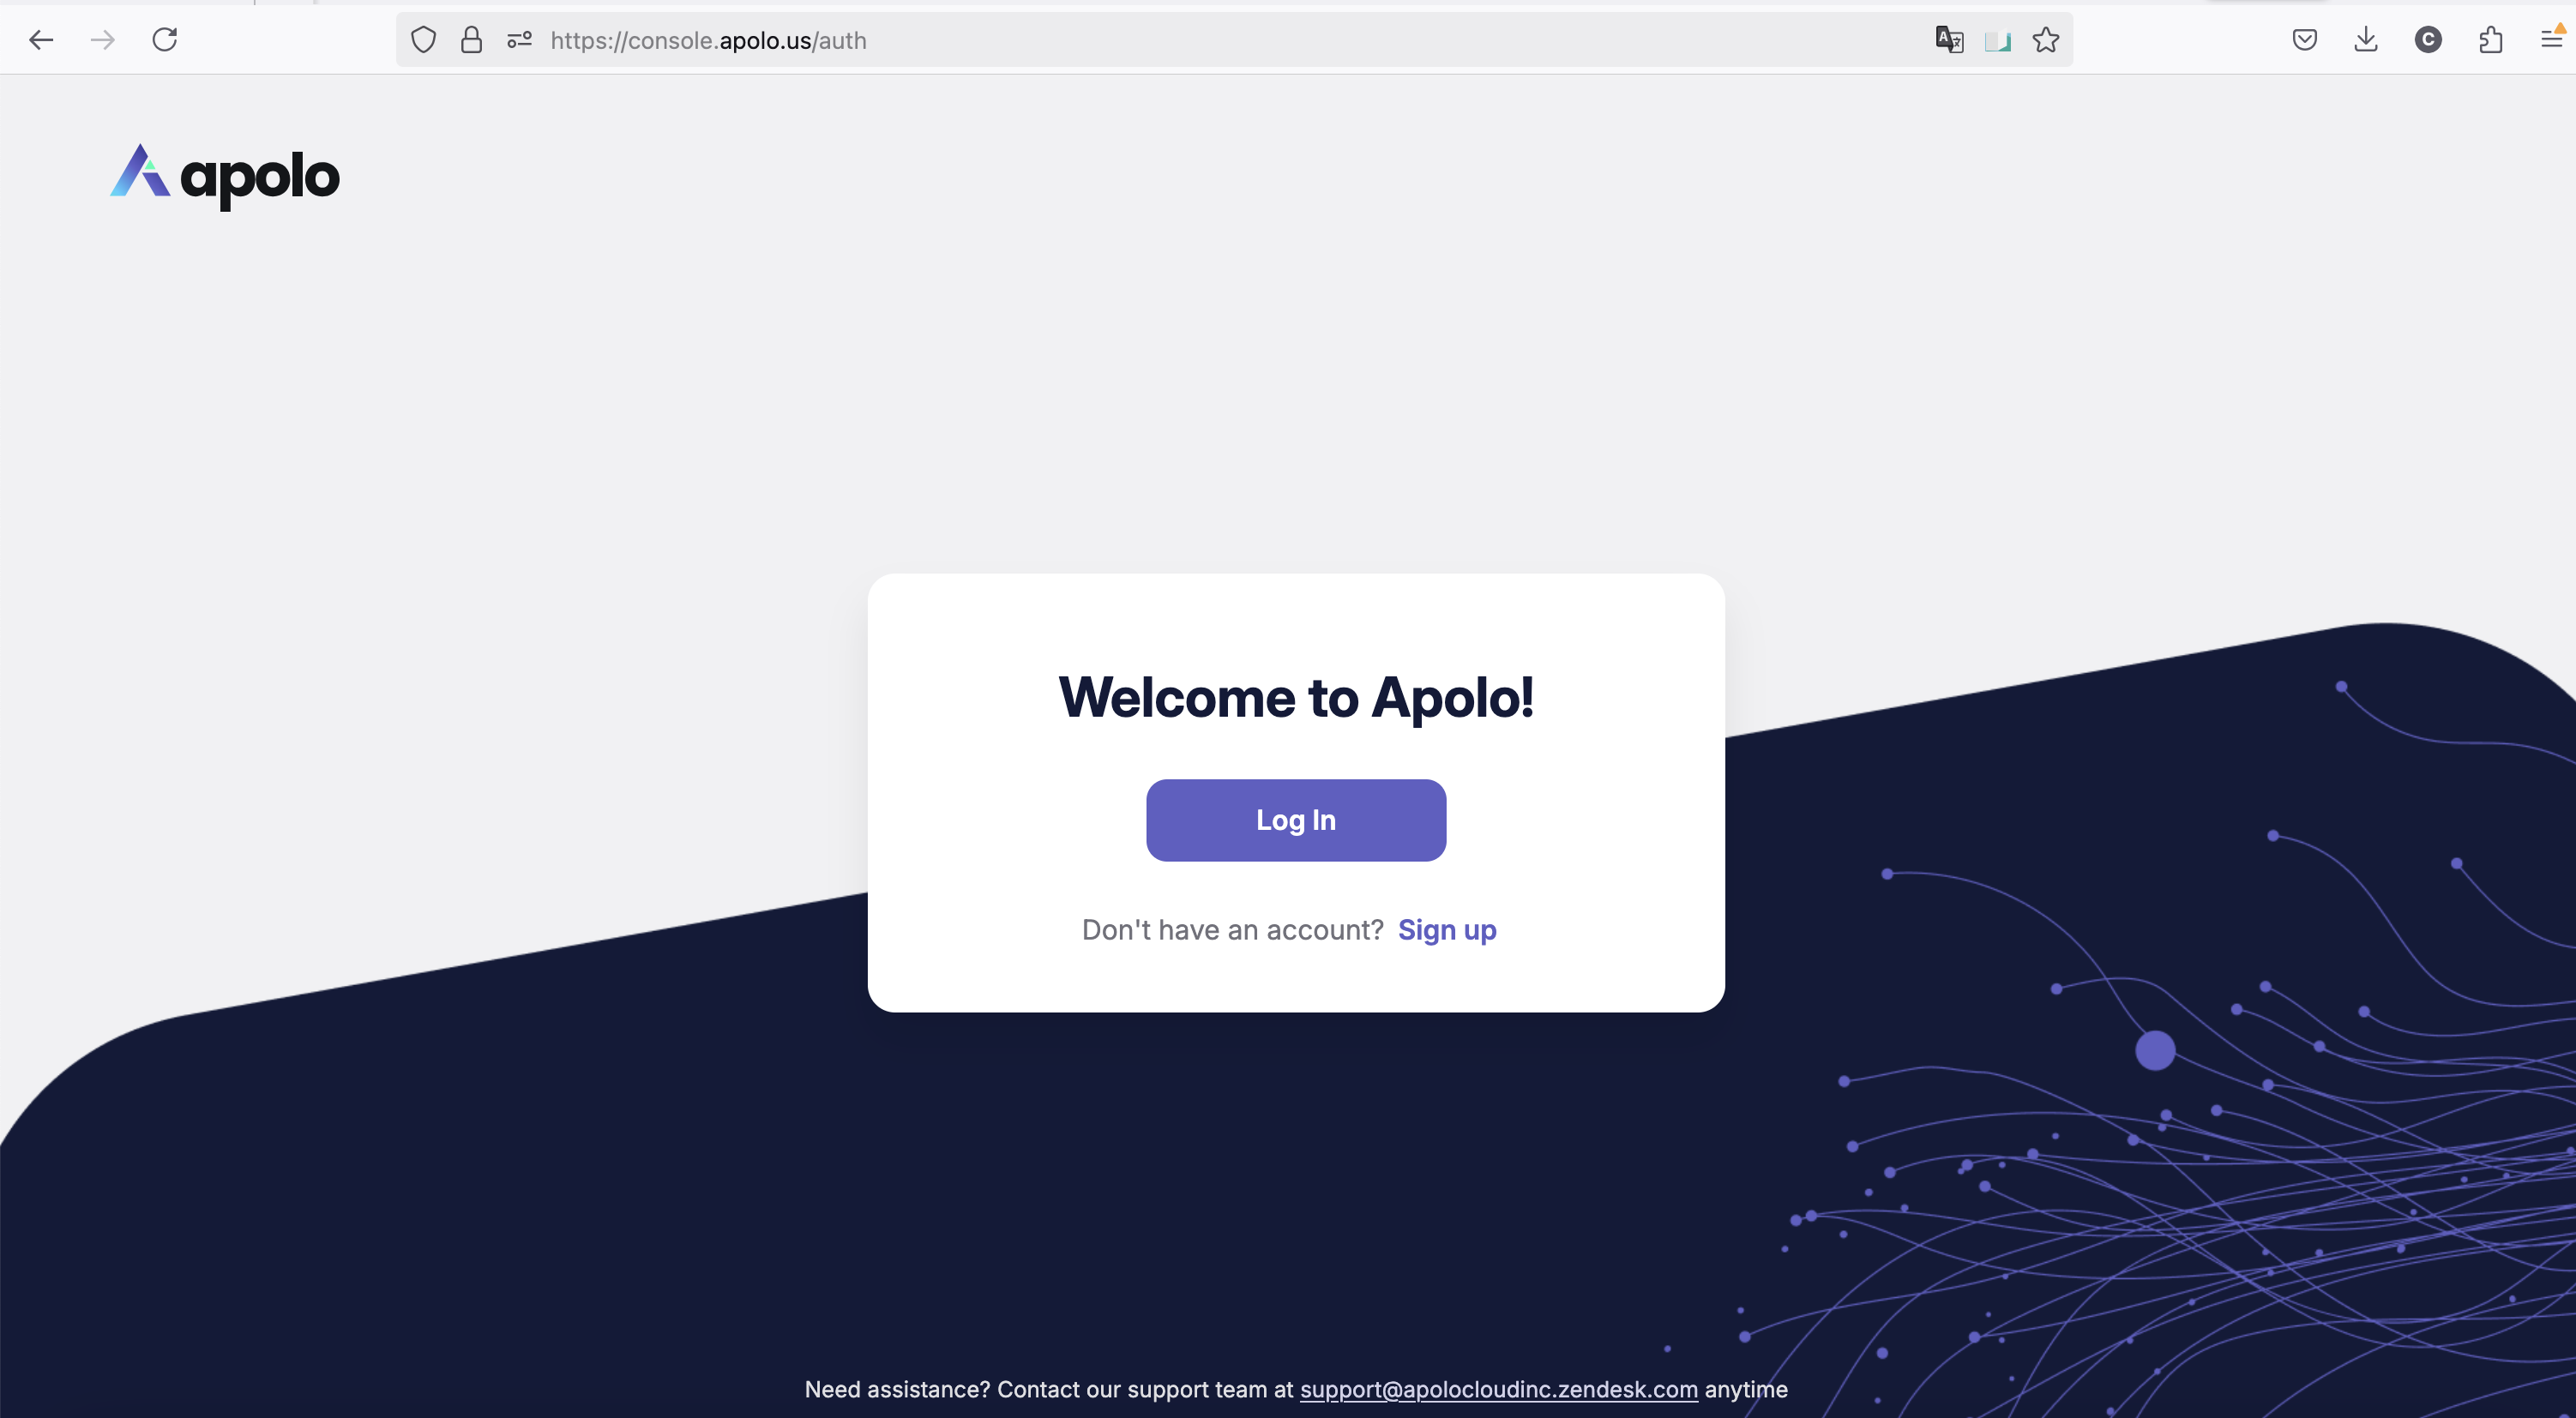 https://console.apolo.us/auth
C
apolo
Welcome to Apolo!
Log In
Don't have an account? Sign up
Need assistance? Contact our support team at support@apolocloudinc.zendesk.com anytime